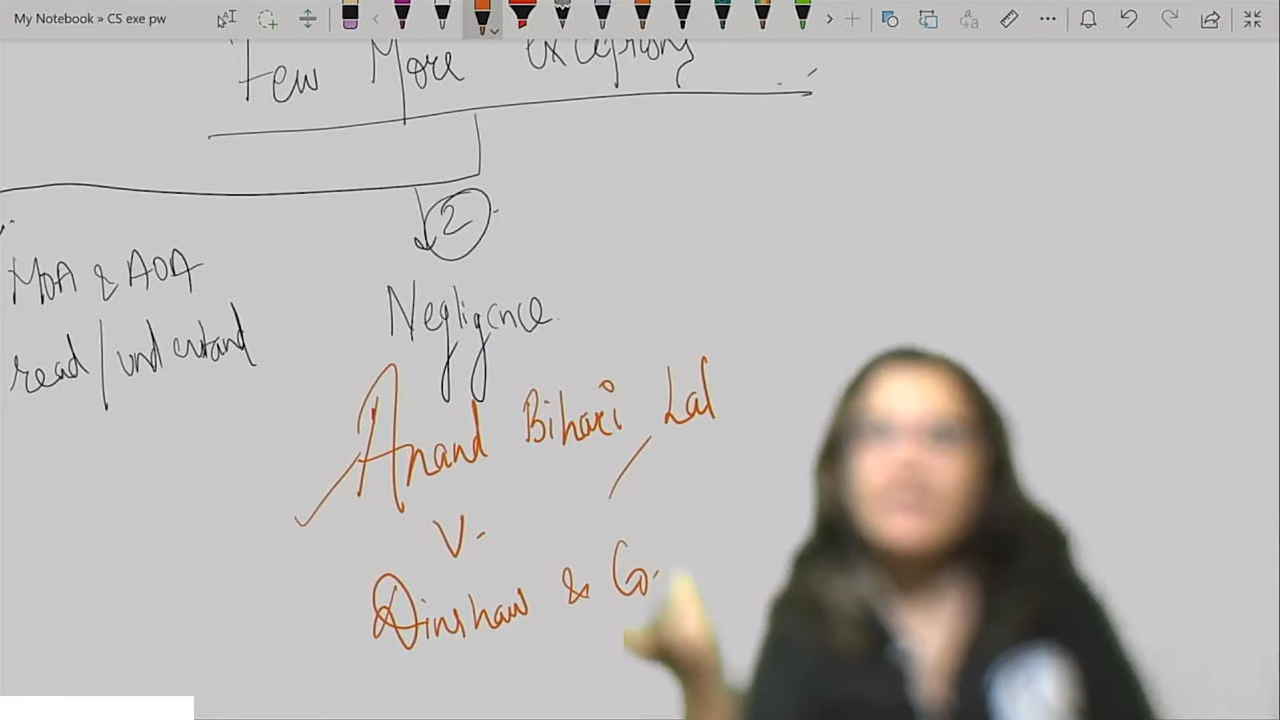 My Notebook » CS exe pw
Few More exceptions
2
MOA & AOA
read/understand
Negligence
Anand Bihari Lal
V.
Dinshaw & Co.